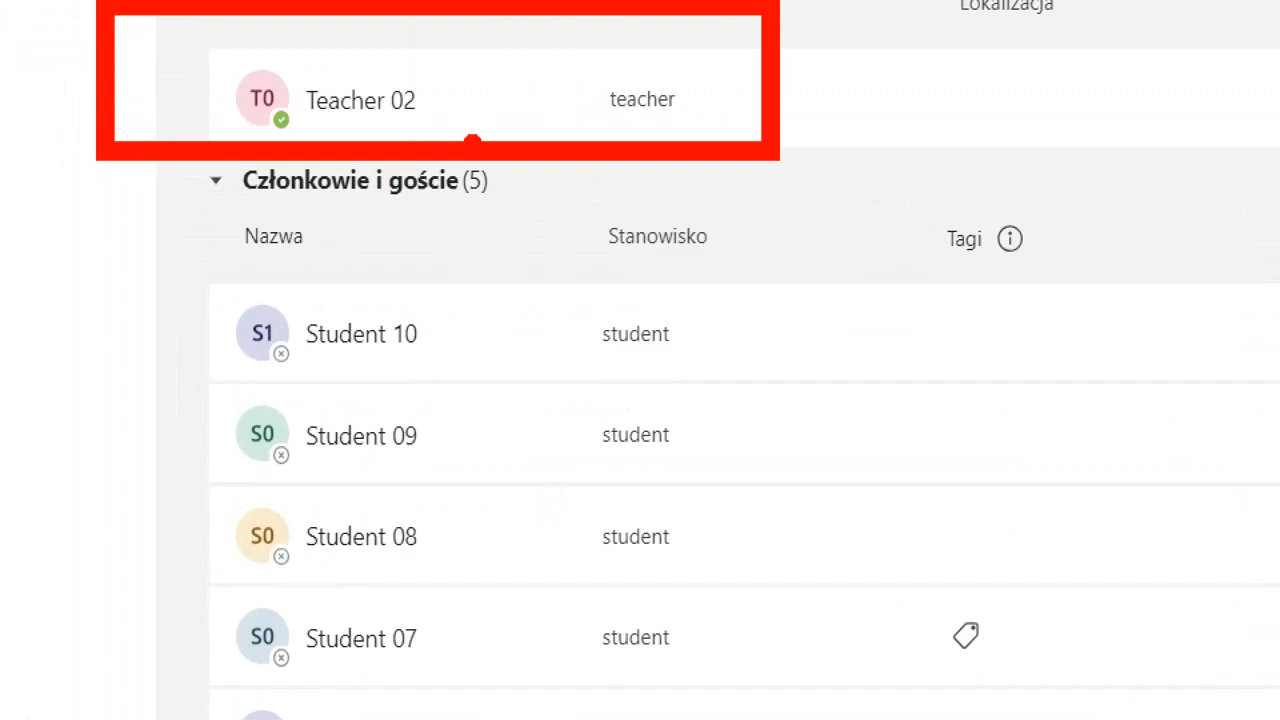 Lokalizacja
T0 Teacher 02 teacher
Członkowie i goście (5)
Nazwa Stanowisko Tagi
S1 Student 10 student
S0 Student 09 student
S0 Student 08 student
S0 Student 07 student